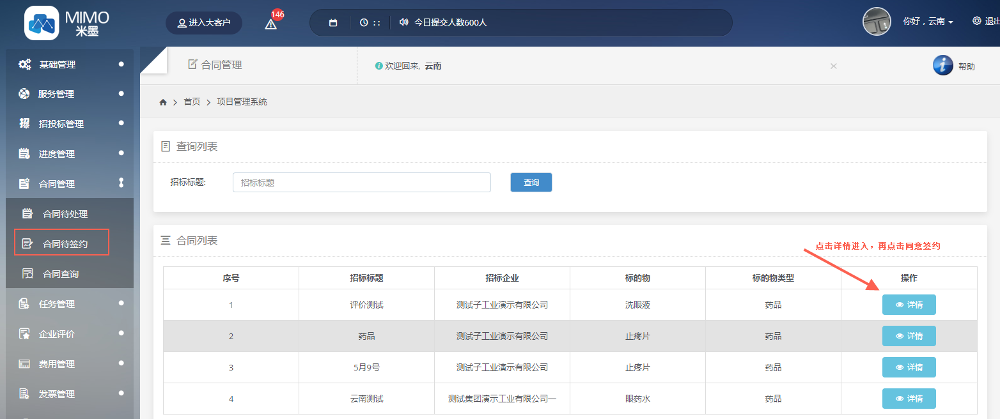 MIMO
米墨
进入大客户
146
: :
今日提交人数600人
你好，云南
退出
基础管理
服务管理
招投标管理
进度管理
合同管理
合同待处理
合同待签约
合同查询
任务管理
企业评价
费用管理
发票管理
合同管理
欢迎回来, 云南
×
帮助
首页
项目管理系统
查询列表
招标标题:
招标标题
查询
合同列表
点击详情进入，再点击同意签约
序号 招标标题 招标企业 标的物 标的物类型 操作
1 评价测试 测试子工业演示有限公司 洗眼液 药品 详情
2 药品 测试子工业演示有限公司 止疼片 药品 详情
3 5月9号 测试子工业演示有限公司 止疼片 药品 详情
4 云南测试 测试集团演示工业有限公司一 眼药水 药品 详情